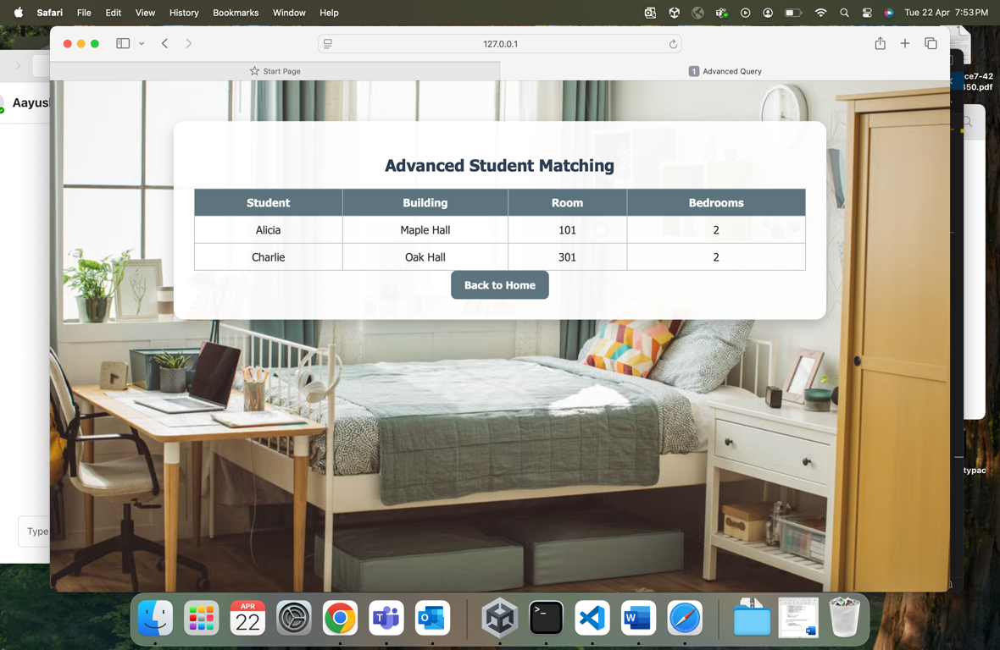 Safari File Edit View History Bookmarks Window Help Tue 22 Apr 7:53 PM
127.0.0.1
Start Page 1 Advanced Query
ce7-42
350.pdf
Aayus
Advanced Student Matching
Student Building Room Bedrooms
Alicia Maple Hall 101 2
Charlie Oak Hall 301 2
Back to Home
typac
Type
APR
22